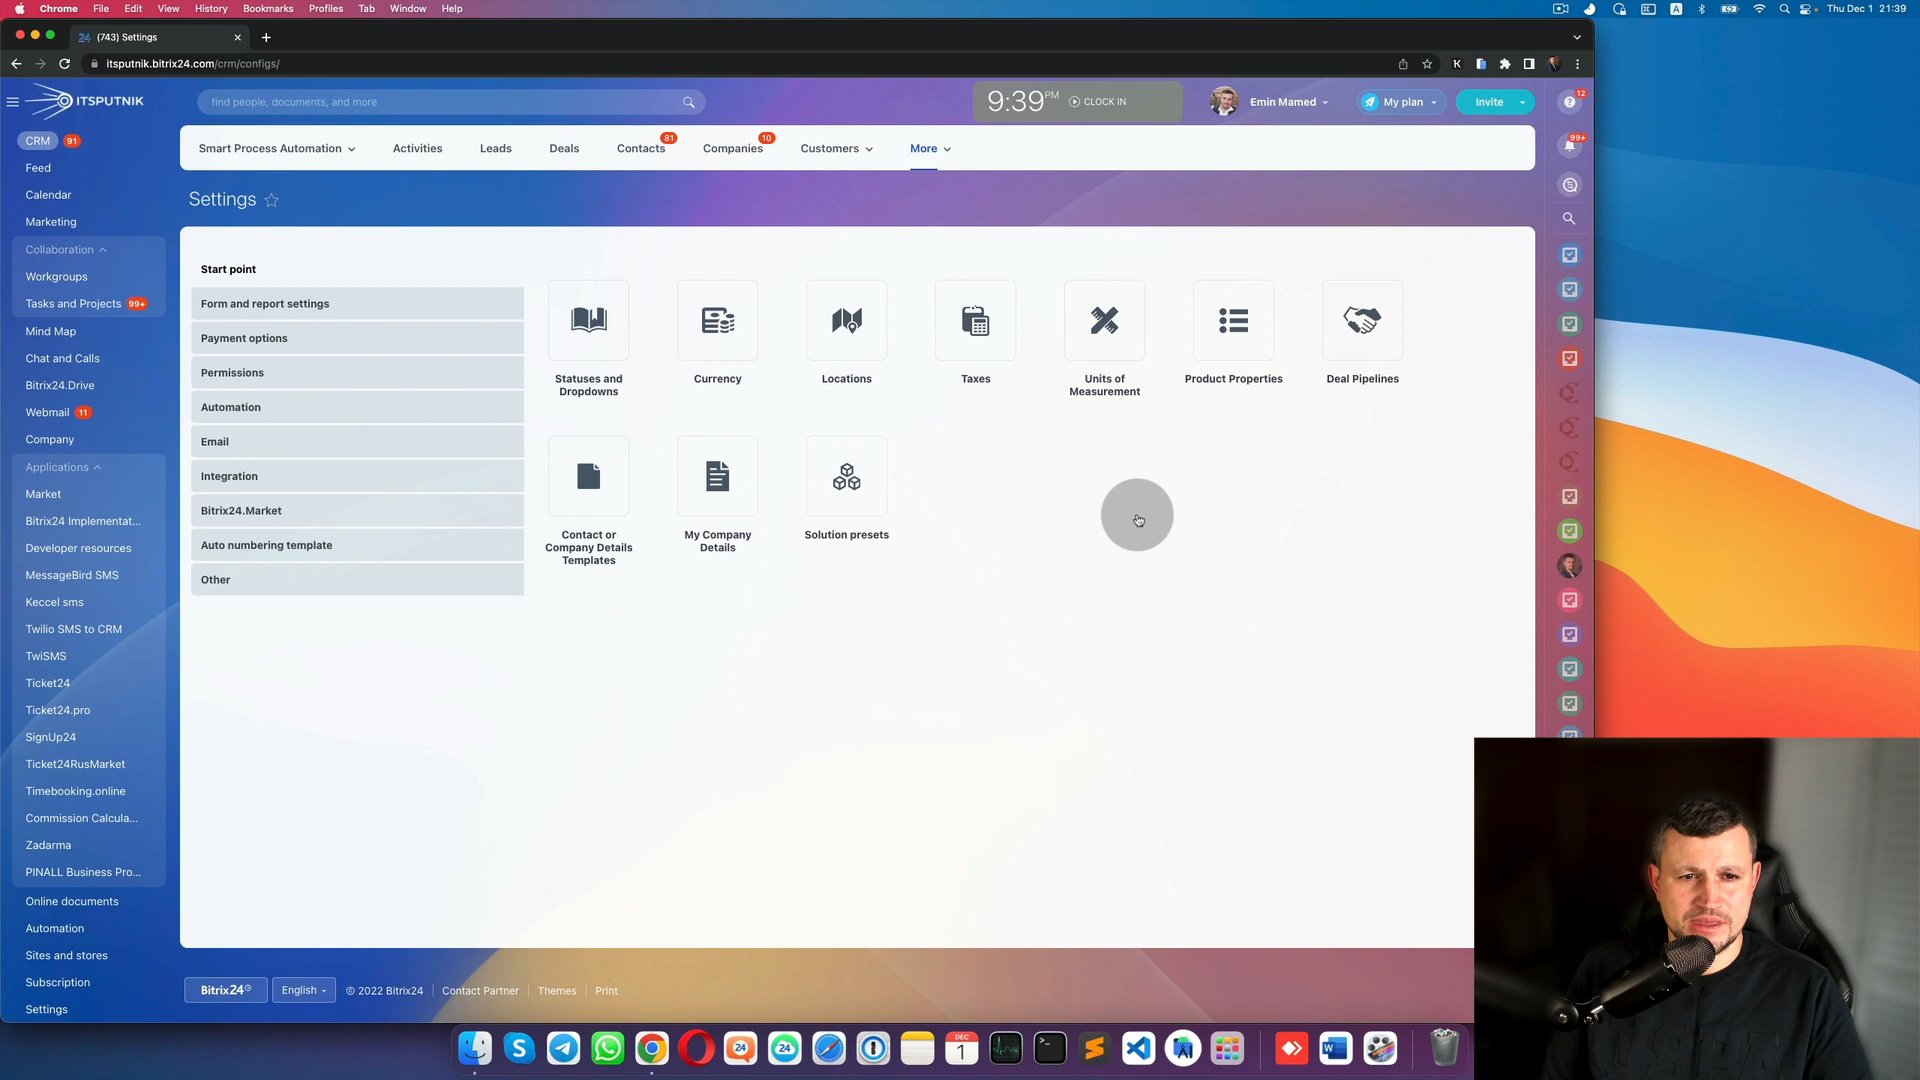 Chrome File Edit View History Bookmarks Profiles Tab Window Help
A
Thu Dec 1 21:39
24 (743) Settings
itsputnik.bitrix24.com/crm/configs/
ITSPUTNIK
find people, documents, and more
9:39 PM CLOCK IN
Emin Mamed
My plan
Invite
12
99+
CRM 91
Feed
Calendar
Marketing
Collaboration
Workgroups
Tasks and Projects 99+
Mind Map
Chat and Calls
Bitrix24.Drive
Webmail 11
Company
Applications
Market
Bitrix24 Implementat...
Developer resources
MessageBird SMS
Keccel sms
Twilio SMS to CRM
TwiSMS
Ticket24
Ticket24.pro
SignUp24
Ticket24RusMarket
Timebooking.online
Commission Calcula...
Zadarma
PINALL Business Pro...
Online documents
Automation
Sites and stores
Subscription
Settings
Smart Process Automation Activities Leads Deals Contacts 81 Companies 10 Customers More
Settings
Start point
Form and report settings
Payment options
Permissions
Automation
Email
Integration
Bitrix24.Market
Auto numbering template
Other
Statuses and
Dropdowns
Currency
Locations
Taxes
Units of
Measurement
Product Properties
Deal Pipelines
Contact or
Company Details
Templates
My Company
Details
Solution presets
Bitrix24 English © 2022 Bitrix24 Contact Partner Themes Print
24
24
DEC
1